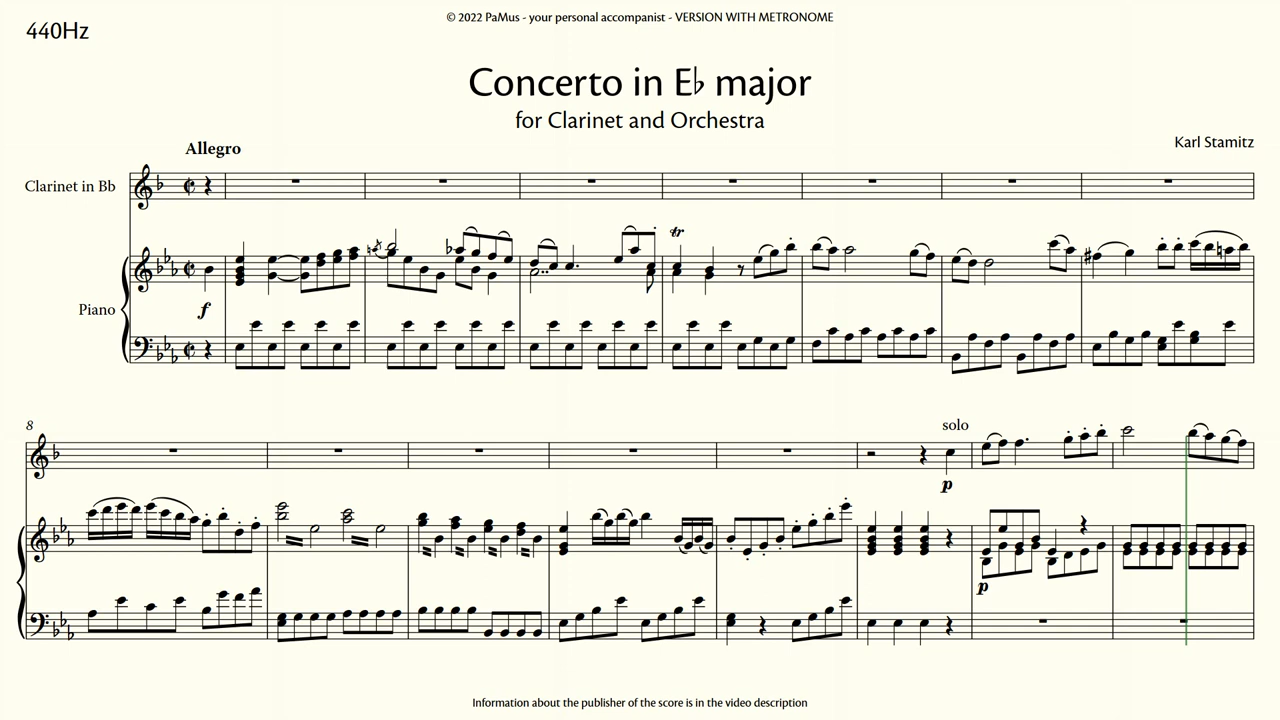 © 2022 PaMus - your personal accompanist - VERSION WITH METRONOME
440Hz
Concerto in E♭ major
for Clarinet and Orchestra
Karl Stamitz
Allegro
Clarinet in Bb
tr
Piano
f
8
solo
p
p
Information about the publisher of the score is in the video description